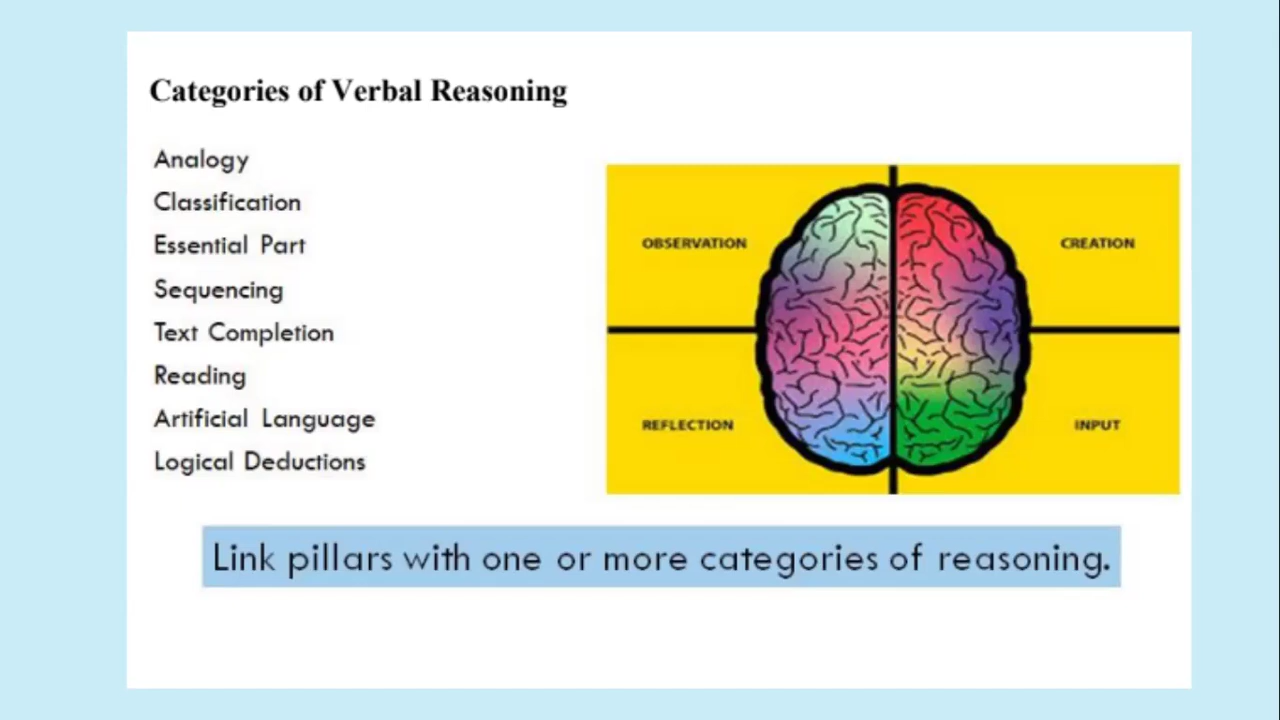 Categories of Verbal Reasoning
Analogy
Classification
Essential Part
Sequencing
Text Completion
Reading
Artificial Language
Logical Deductions
OBSERVATION
CREATION
REFLECTION
INPUT
Link pillars with one or more categories of reasoning.